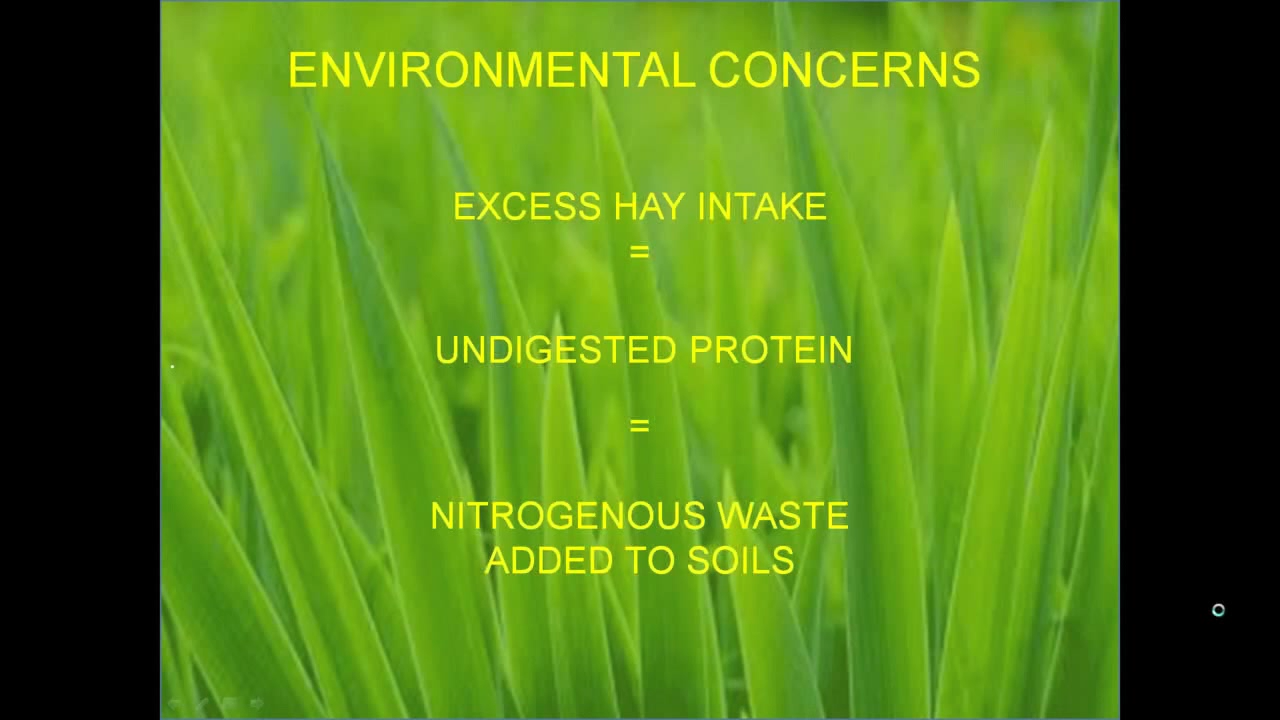 ENVIRONMENTAL CONCERNS
EXCESS HAY INTAKE
=
UNDIGESTED PROTEIN
=
NITROGENOUS WASTE
ADDED TO SOILS